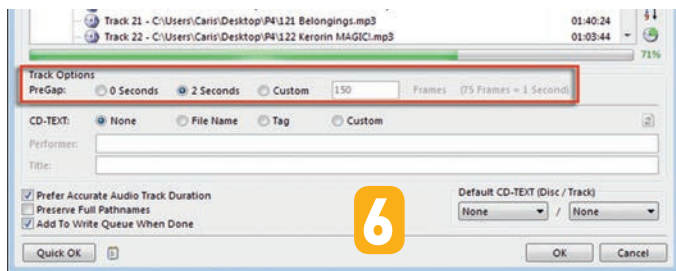 Track 21 - C:\Users\Caris\Desktop\P4\121 Belongings.mp3 01:40:24
Track 22 - C:\Users\Caris\Desktop\P4\122 Kerorin MAGIC!.mp3 01:03:44
71%
Track Options
PreGap: 0 Seconds 2 Seconds Custom 150 Frames (75 Frames = 1 Second)
CD-TEXT: None File Name Tag Custom
Performer:
Title:
Prefer Accurate Audio Track Duration
Preserve Full Pathnames
Add To Write Queue When Done
6
Default CD-TEXT (Disc / Track)
None / None
Quick OK OK Cancel